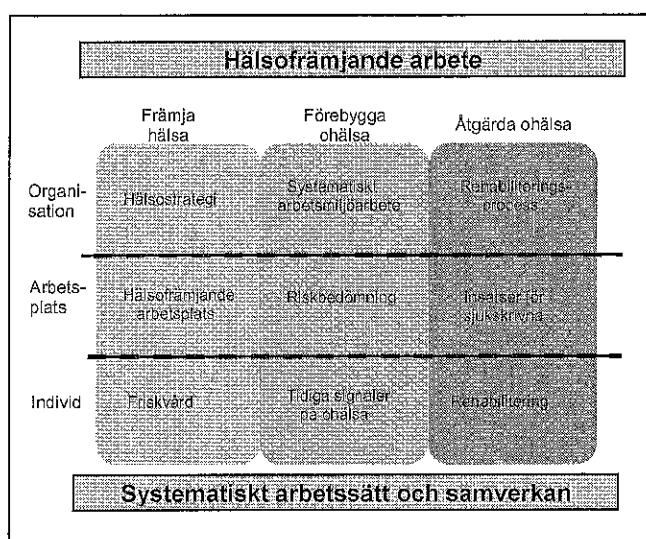 Hälsofrämjande arbete
Främja
hälsa
Förebygga
ohälsa
Åtgärda ohälsa
Organi-
sation
Hälsostrategi
Systematiskt
arbetsmiljöarbete
Rehabiliterings-
process
Arbets-
plats
Hälsofrämjande
arbetsplats
Riskbedömning
Insatser för
sjukskrivna
Individ
Friskvård
Tidiga signaler
på ohälsa
Rehabilitering
Systematiskt arbetssätt och samverkan